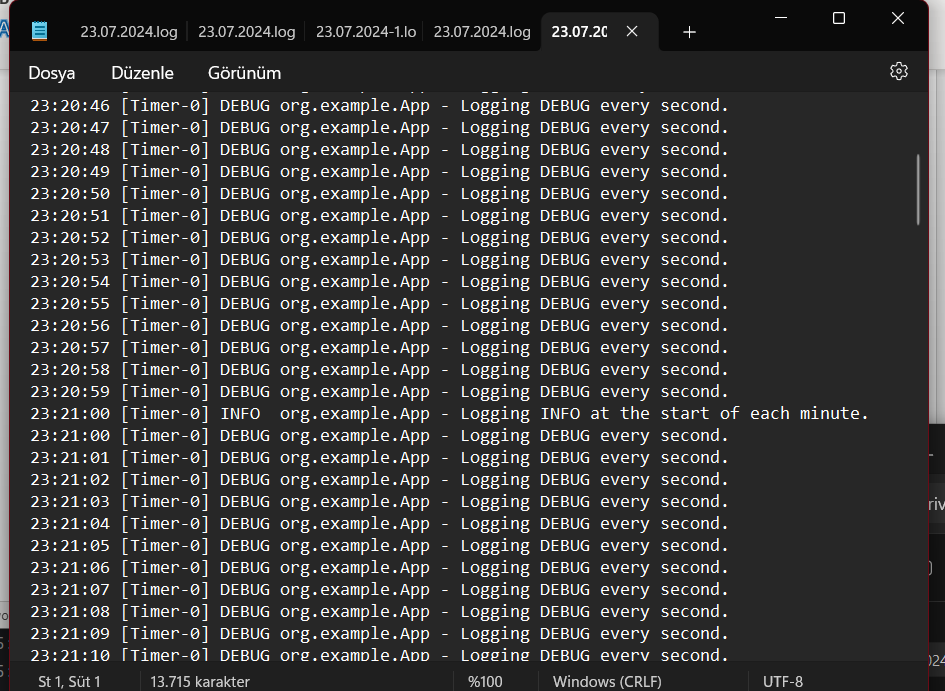 23.07.2024.log
23.07.2024.log
23.07.2024-1.lo
23.07.2024.log
23.07.20
Dosya
Düzenle
Görünüm
23:20:46 [Timer-0] DEBUG org.example.App - Logging DEBUG every second.
23:20:47 [Timer-0] DEBUG org.example.App - Logging DEBUG every second.
23:20:48 [Timer-0] DEBUG org.example.App - Logging DEBUG every second.
23:20:49 [Timer-0] DEBUG org.example.App - Logging DEBUG every second.
23:20:50 [Timer-0] DEBUG org.example.App - Logging DEBUG every second.
23:20:51 [Timer-0] DEBUG org.example.App - Logging DEBUG every second.
23:20:52 [Timer-0] DEBUG org.example.App - Logging DEBUG every second.
23:20:53 [Timer-0] DEBUG org.example.App - Logging DEBUG every second.
23:20:54 [Timer-0] DEBUG org.example.App - Logging DEBUG every second.
23:20:55 [Timer-0] DEBUG org.example.App - Logging DEBUG every second.
23:20:56 [Timer-0] DEBUG org.example.App - Logging DEBUG every second.
23:20:57 [Timer-0] DEBUG org.example.App - Logging DEBUG every second.
23:20:58 [Timer-0] DEBUG org.example.App - Logging DEBUG every second.
23:20:59 [Timer-0] DEBUG org.example.App - Logging DEBUG every second.
23:21:00 [Timer-0] INFO  org.example.App - Logging INFO at the start of each minute.
23:21:00 [Timer-0] DEBUG org.example.App - Logging DEBUG every second.
23:21:01 [Timer-0] DEBUG org.example.App - Logging DEBUG every second.
23:21:02 [Timer-0] DEBUG org.example.App - Logging DEBUG every second.
23:21:03 [Timer-0] DEBUG org.example.App - Logging DEBUG every second.
23:21:04 [Timer-0] DEBUG org.example.App - Logging DEBUG every second.
23:21:05 [Timer-0] DEBUG org.example.App - Logging DEBUG every second.
23:21:06 [Timer-0] DEBUG org.example.App - Logging DEBUG every second.
23:21:07 [Timer-0] DEBUG org.example.App - Logging DEBUG every second.
23:21:08 [Timer-0] DEBUG org.example.App - Logging DEBUG every second.
23:21:09 [Timer-0] DEBUG org.example.App - Logging DEBUG every second.
23:21:10 [Timer-0] DEBUG org.example.App - Logging DEBUG every second.
St 1, Süt 1
13.715 karakter
%100
Windows (CRLF)
UTF-8